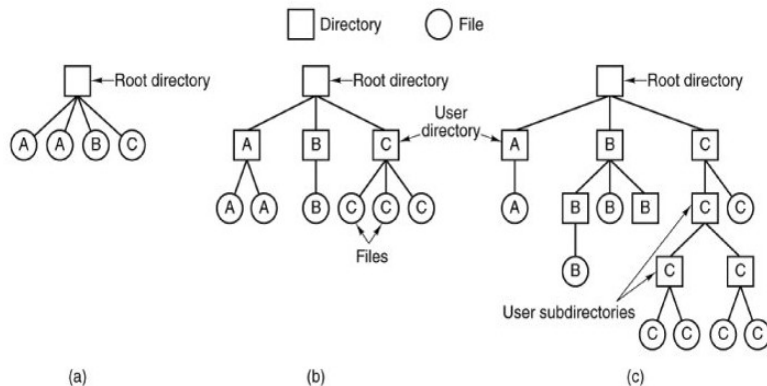 Directory File
Root directory Root directory Root directory
A A B C
A B C
User
directory
A B C
A A B C C C
A
B B B
C C
Files
B
C C
User subdirectories
C C C C
(a) (b) (c)